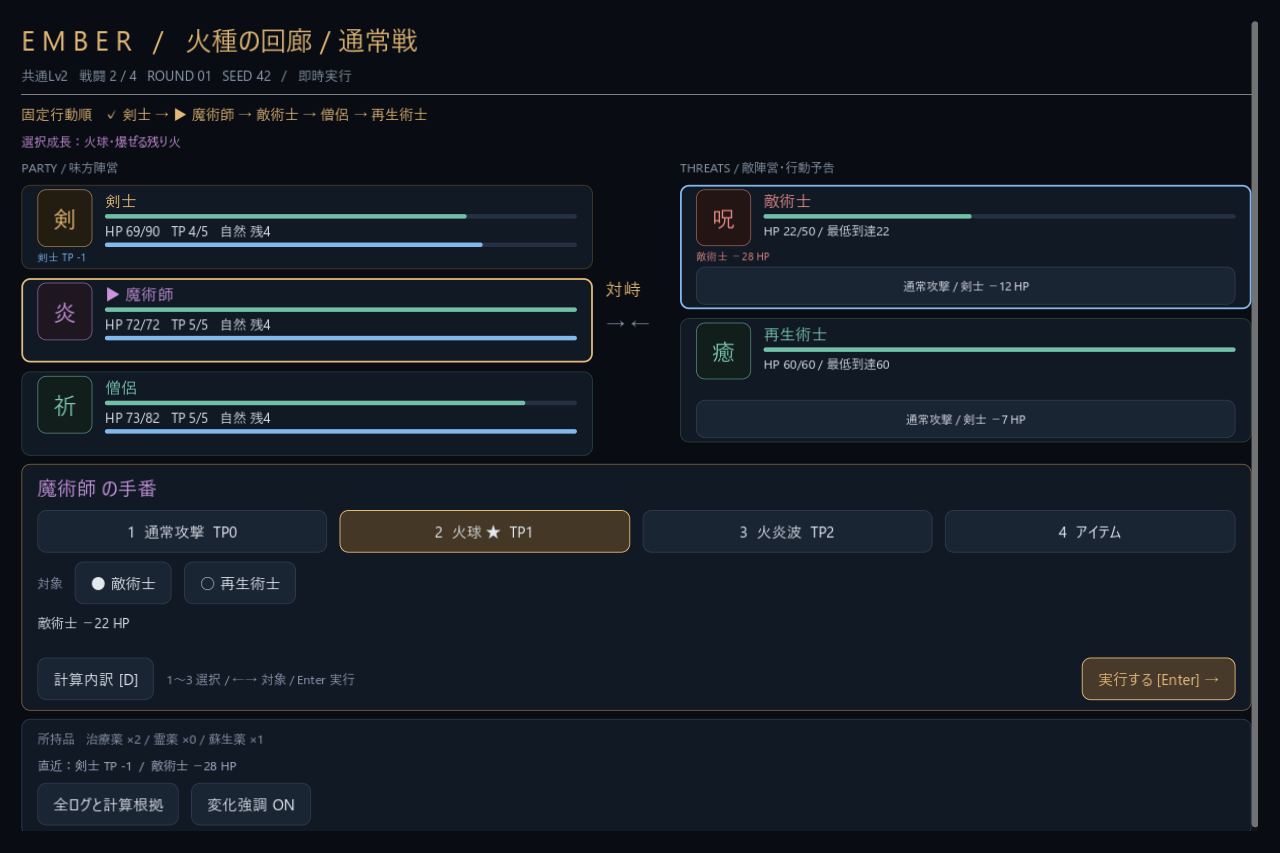 EMBER / 火種の回廊 / 通常戦
共通Lv2 戦闘 2 / 4 ROUND 01 SEED 42 / 即時実行
固定行動順 ✓ 剣士 → ▶ 魔術師 → 敵術士 → 僧侶 → 再生術士
選択成長：火球・爆ぜる残り火
PARTY / 味方陣営
剣
剣士
HP 69/90 TP 4/5 自然 残4
剣士 TP -1
炎
▶ 魔術師
HP 72/72 TP 5/5 自然 残4
祈
僧侶
HP 73/82 TP 5/5 自然 残4
対峙
→ ←
THREATS / 敵陣営・行動予告
呪
敵術士
HP 22/50 / 最低到達22
敵術士 −28 HP
通常攻撃 / 剣士 −12 HP
癒
再生術士
HP 60/60 / 最低到達60
通常攻撃 / 剣士 −7 HP
魔術師 の手番
1 通常攻撃 TP0
2 火球 ★ TP1
3 火炎波 TP2
4 アイテム
対象 ● 敵術士 ○ 再生術士
敵術士 −22 HP
計算内訳 [D] 1〜3 選択 / ←→ 対象 / Enter 実行
実行する [Enter] →
所持品 治療薬 ×2 / 霊薬 ×0 / 蘇生薬 ×1
直近：剣士 TP -1 / 敵術士 −28 HP
全ログと計算根拠 変化強調 ON